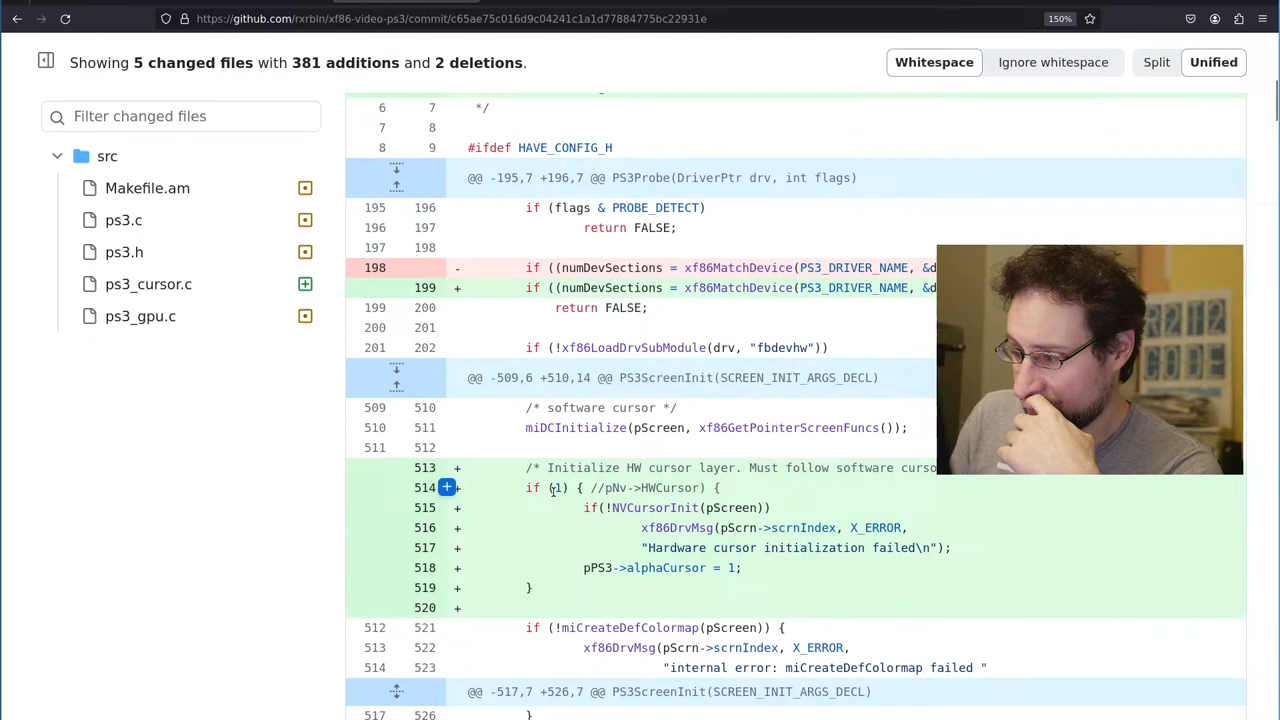 https://github.com/rxrbln/xf86-video-ps3/commit/c65ae75c016d9c04241c1a1d77884775bc22931e
150%
Showing 5 changed files with 381 additions and 2 deletions.
Whitespace
Ignore whitespace
Split
Unified
Filter changed files
src
Makefile.am
ps3.c
ps3.h
ps3_cursor.c
ps3_gpu.c
6 7 */
7 8
8 9 #ifdef HAVE_CONFIG_H
@@ -195,7 +196,7 @@ PS3Probe(DriverPtr drv, int flags)
195 196 if (flags & PROBE_DETECT)
196 197 return FALSE;
197 198
198 - if ((numDevSections = xf86MatchDevice(PS3_DRIVER_NAME, &d
199 + if ((numDevSections = xf86MatchDevice(PS3_DRIVER_NAME, &d
199 200 return FALSE;
200 201
201 202 if (!xf86LoadDrvSubModule(drv, "fbdevhw"))
@@ -509,6 +510,14 @@ PS3ScreenInit(SCREEN_INIT_ARGS_DECL)
509 510 /* software cursor */
510 511 miDCInitialize(pScreen, xf86GetPointerScreenFuncs());
511 512
513 + /* Initialize HW cursor layer. Must follow software curso
514 + if (1) { //pNv->HWCursor) {
515 + if(!NVCursorInit(pScreen))
516 + xf86DrvMsg(pScrn->scrnIndex, X_ERROR,
517 + "Hardware cursor initialization failed\n");
518 + pPS3->alphaCursor = 1;
519 + }
520 +
512 521 if (!miCreateDefColormap(pScreen)) {
513 522 xf86DrvMsg(pScrn->scrnIndex, X_ERROR,
514 523 "internal error: miCreateDefColormap failed "
@@ -517,7 +526,7 @@ PS3ScreenInit(SCREEN_INIT_ARGS_DECL)
517 526 }